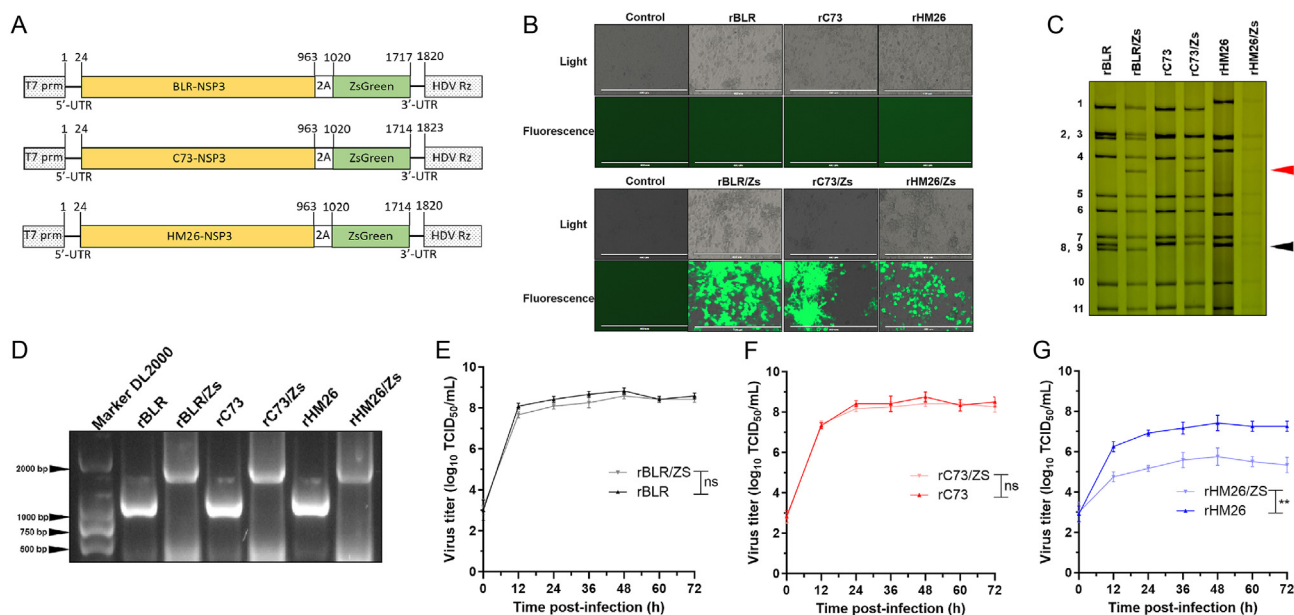 A
1 24 963 1020 1717 1820
T7 prm BLR-NSP3 2A ZsGreen HDV Rz
5'-UTR 3'-UTR
1 24 963 1020 1714 1823
T7 prm C73-NSP3 2A ZsGreen HDV Rz
5'-UTR 3'-UTR
1 24 963 1020 1714 1820
T7 prm HM26-NSP3 2A ZsGreen HDV Rz
5'-UTR 3'-UTR
B
Control rBLR rC73 rHM26
Light
Fluorescence
Control rBLR/Zs rC73/Zs rHM26/Zs
Light
Fluorescence
C
rBLR
rBLR/Zs
rC73
rC73/Zs
rHM26
rHM26/Zs
1
2, 3
4
5
6
7
8, 9
10
11
D
Marker DL2000
rBLR
rBLR/Zs
rC73
rC73/Zs
rHM26
rHM26/Zs
2000 bp
1000 bp
750 bp
500 bp
E
Virus titer (log10 TCID50/mL)
10
8
6
4
2
0
rBLR/ZS
rBLR
ns
0 12 24 36 48 60 72
Time post-infection (h)
F
Virus titer (log10 TCID50/mL)
10
8
6
4
2
0
rC73/ZS
rC73
ns
0 12 24 36 48 60 72
Time post-infection (h)
G
Virus titer (log10 TCID50/mL)
10
8
6
4
2
0
rHM26/ZS
rHM26
**
0 12 24 36 48 60 72
Time post-infection (h)